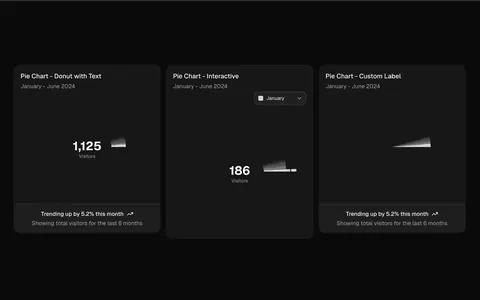 Pie Chart - Donut with Text
January - June 2024
1,125
Visitors
Trending up by 5.2% this month
Showing total visitors for the last 6 months
Pie Chart - Interactive
January - June 2024
January
186
Visitors
Pie Chart - Custom Label
January - June 2024
Trending up by 5.2% this month
Showing total visitors for the last 6 months